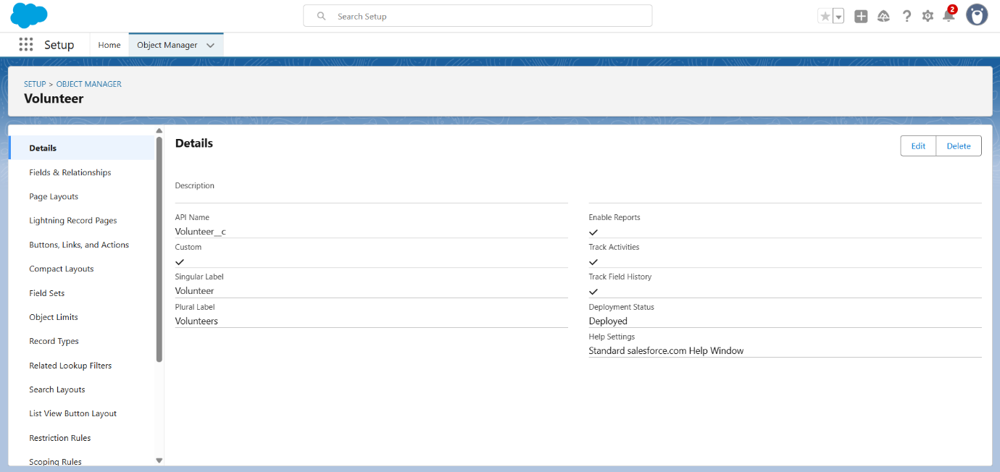 Search Setup
2
Setup
Home
Object Manager
SETUP > OBJECT MANAGER
Volunteer
Details
Fields & Relationships
Page Layouts
Lightning Record Pages
Buttons, Links, and Actions
Compact Layouts
Field Sets
Object Limits
Record Types
Related Lookup Filters
Search Layouts
List View Button Layout
Restriction Rules
Scoping Rules
Details
Edit
Delete
Description
API Name
Volunteer__c
Custom
Singular Label
Volunteer
Plural Label
Volunteers
Enable Reports
Track Activities
Track Field History
Deployment Status
Deployed
Help Settings
Standard salesforce.com Help Window